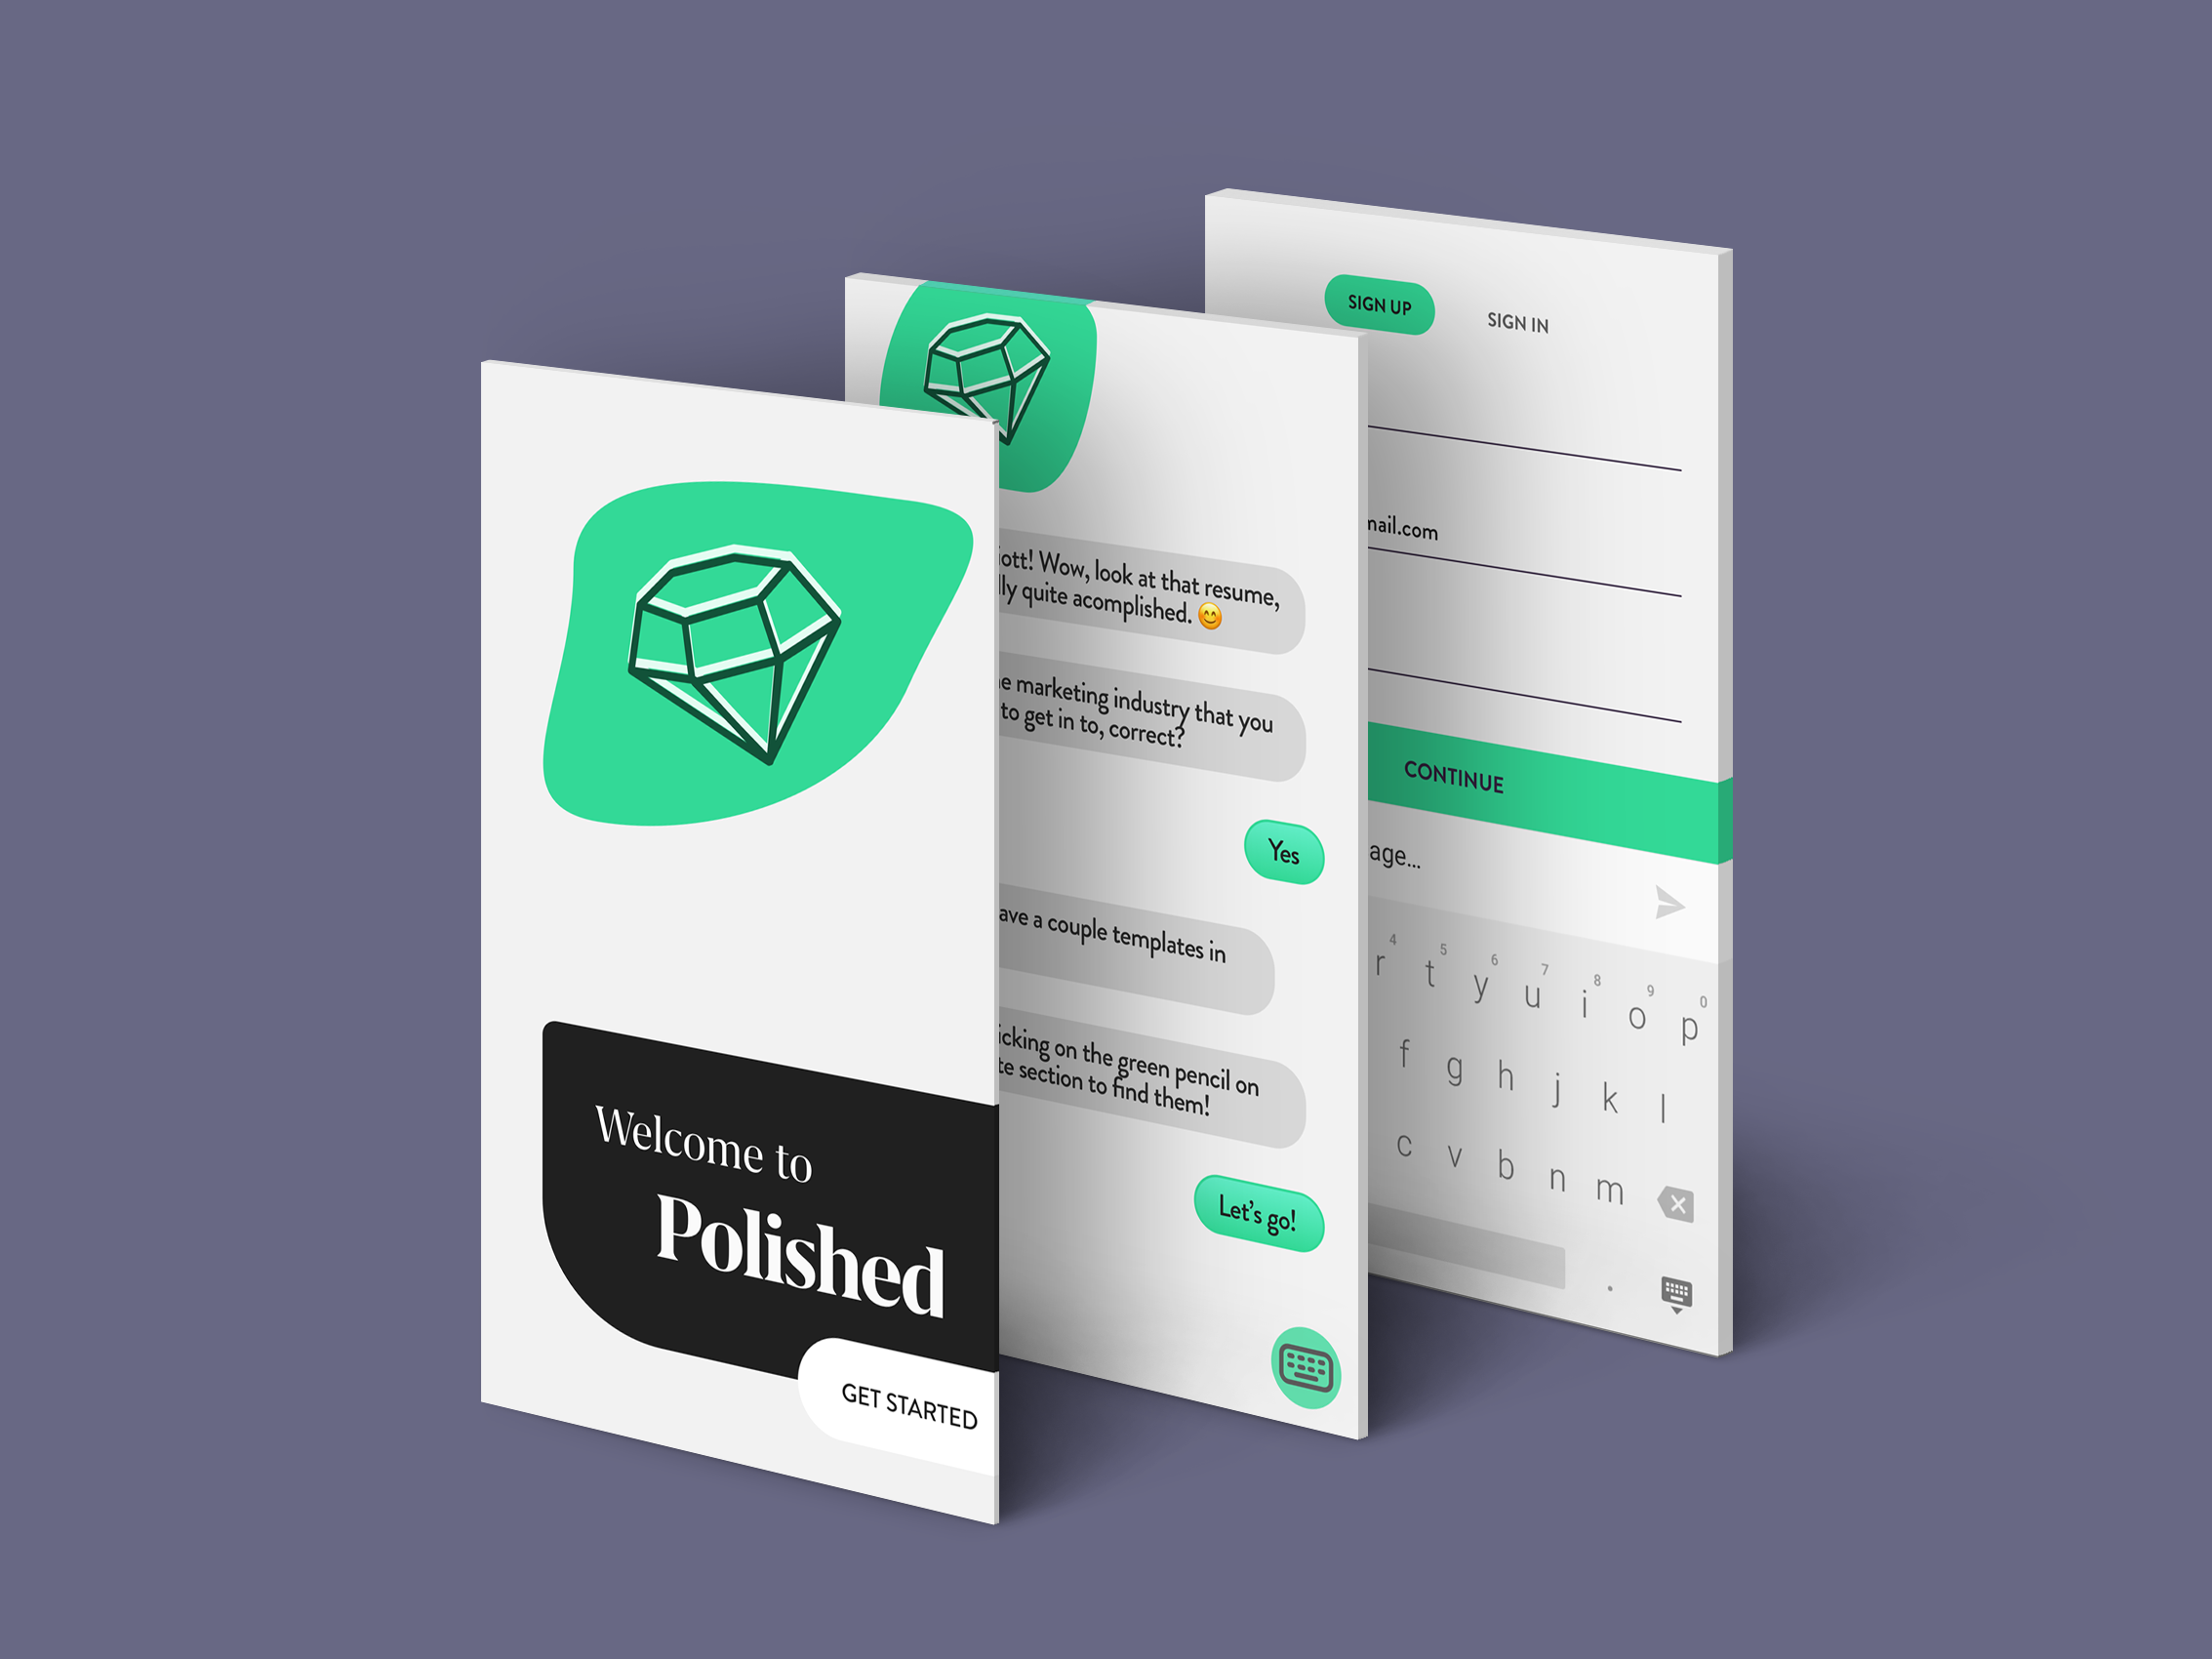 Welcome to
Polished
GET STARTED
ott! Wow, look at that resume,
lly quite acomplished. 😊
e marketing industry that you
to get in to, correct?
Yes
ave a couple templates in
icking on the green pencil on
te section to find them!
Let's go!
SIGN UP SIGN IN
mail.com
CONTINUE
age...
4 5 6 7 8 9 0
r t y u i o p
f g h j k l
c v b n m
.